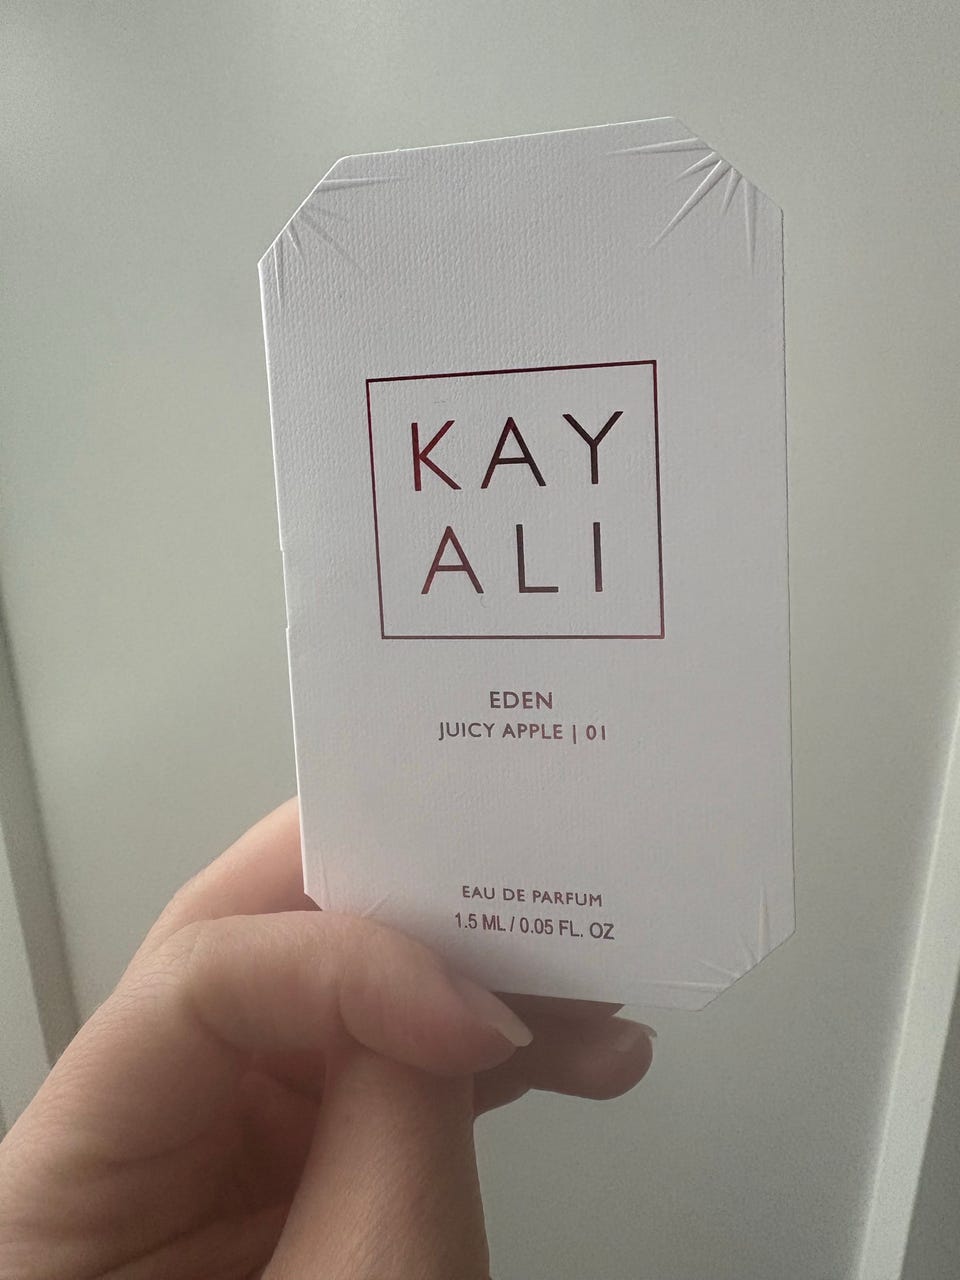 KAY
ALI
EDEN
JUICY APPLE | 01
EAU DE PARFUM
1.5 ML / 0.05 FL. OZ